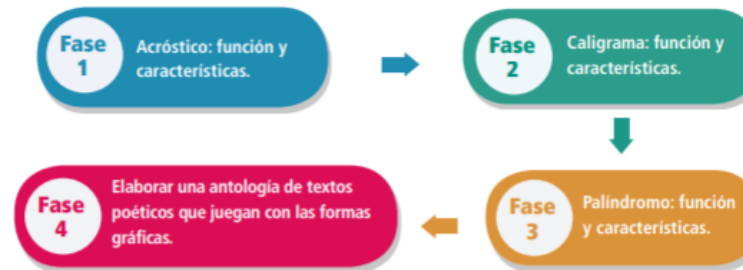 Fase
1
Acróstico: función y
características.
Fase
2
Caligrama: función y
características.
Fase
3
Palíndromo: función
y características.
Fase
4
Elaborar una antología de textos
poéticos que juegan con las formas
gráficas.